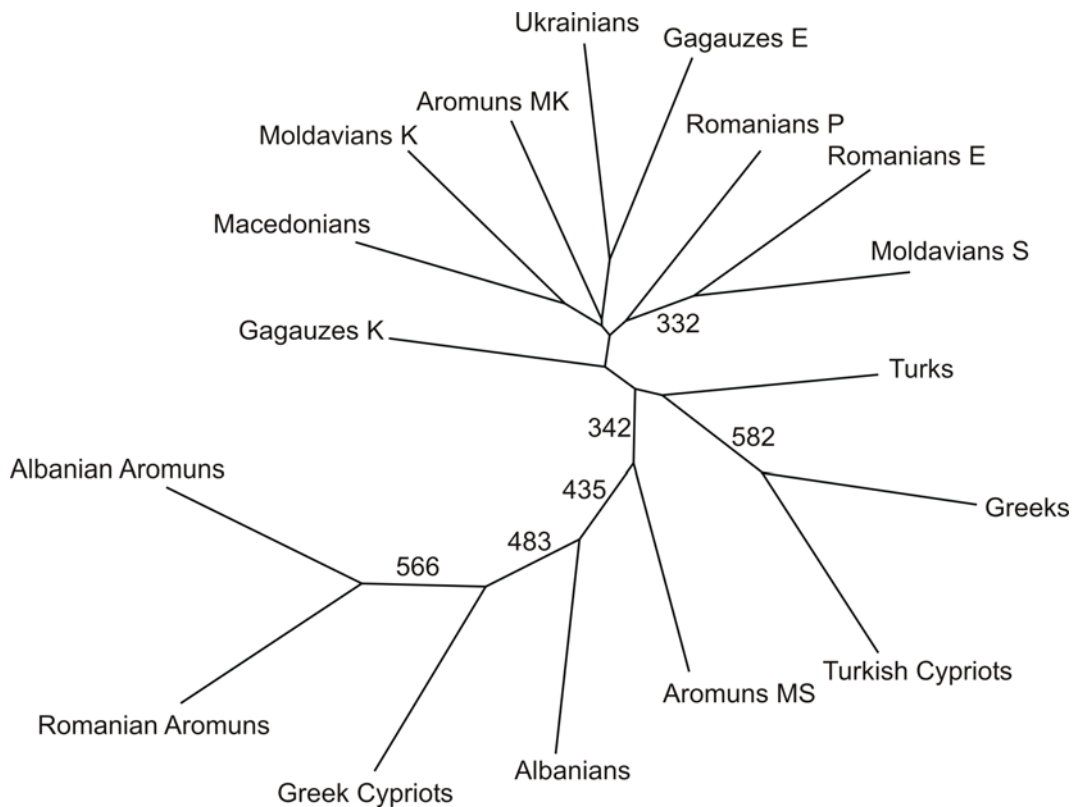 Ukrainians
Gagauzes E
Aromuns MK
Romanians P
Moldavians K
Romanians E
Macedonians
Moldavians S
332
Gagauzes K
Turks
342
582
Albanian Aromuns
435
Greeks
483
566
Turkish Cypriots
Aromuns MS
Romanian Aromuns
Albanians
Greek Cypriots